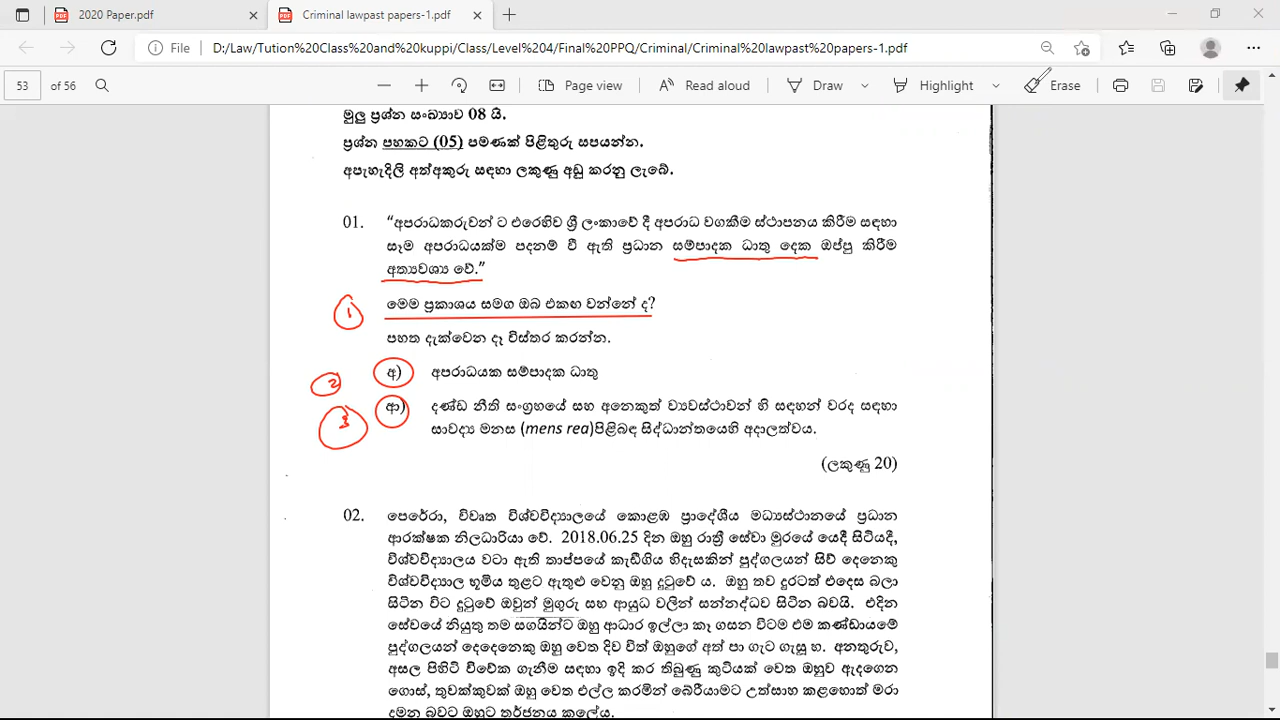 2020 Paper.pdf
Criminal lawpast papers-1.pdf
File D:/Law/Tution%20Class%20and%20kuppi/Class/Level%204/Final%20PPQ/Criminal/Criminal%20lawpast%20papers-1.pdf
53 of 56 Page view Read aloud Draw Highlight Erase
මුලු ප්‍රශ්න සංඛ්‍යාව 08 යි.
ප්‍රශ්න පහකට (05) පමණක් පිළිතුරු සපයන්න.
අපැහැදිලි අත්අකුරු සඳහා ලකුණු අඩු කරනු ලැබේ.
01. “අපරාධකරුවන් ට එරෙහිව ශ්‍රී ලංකාවේ දී අපරාධ වගකීම ස්ථාපනය කිරීම සඳහා
සෑම අපරාධයක්ම පදනම් වී ඇති ප්‍රධාන සම්පාදක ධාතු දෙක ඔප්පු කිරීම
අත්‍යවශ්‍ය වේ.”
1 මෙම ප්‍රකාශය සමග ඔබ එකඟ වන්නේ ද?
පහත දැක්වෙන දෑ විස්තර කරන්න.
2 අ) අපරාධයක සම්පාදක ධාතු
3 ආ) දණ්ඩ නීති සංග්‍රහයේ සහ අනෙකුත් ව්‍යවස්ථාවන් හි සඳහන් වරද සඳහා
සාවද්‍ය මනස (mens rea)පිළිබඳ සිද්ධාන්තයෙහි අදාලත්වය.
(ලකුණු 20)
02. පෙරේරා, විවෘත විශ්වවිද්‍යාලයේ කොළඹ ප්‍රාදේශීය මධ්‍යස්ථානයේ ප්‍රධාන
ආරක්ෂක නිලධාරියා වේ. 2018.06.25 දින ඔහු රාත්‍රී සේවා මුරයේ යෙදී සිටියදී,
විශ්වවිද්‍යාලය වටා ඇති තාප්පයේ කැඩීගිය හිදැසකින් පුද්ගලයන් සිව් දෙනෙකු
විශ්වවිද්‍යාල භූමිය තුළට ඇතුළු වෙනු ඔහු දුටුවේ ය. ඔහු තව දුරටත් එදෙස බලා
සිටින විට දුටුවේ ඔවුන් මුගුරු සහ ආයුධ වලින් සන්නද්ධව සිටින බවයි. එදින
සේවයේ නියුතු තම සගයින්ට ඔහු ආධාර ඉල්ලා කෑ ගසන විටම එම කණ්ඩායමේ
පුද්ගලයන් දෙදෙනෙකු ඔහු වෙත දිව විත් ඔහුගේ අත් පා ගැට ගැසූ හ. අනතුරුව,
අසල පිහිටි විවේක ගැනීම සඳහා ඉදි කර තිබුණු කුටියක් වෙත ඔහුව ඇදගෙන
ගොස්, තුවක්කුවක් ඔහු වෙත එල්ල කරමින් බේරීයාමට උත්සාහ කළහොත් මරා
දමන බවට ඔහුට තර්ජනය කලේය.